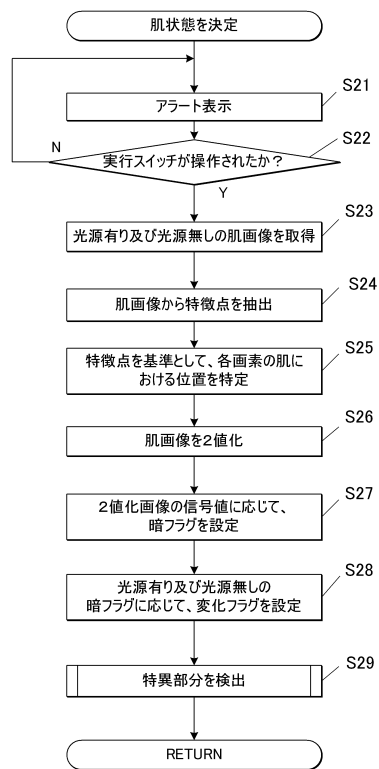 肌状態を決定
S21
アラート表示
S22
N
実行スイッチが操作されたか？
Y
S23
光源有り及び光源無しの肌画像を取得
S24
肌画像から特徴点を抽出
S25
特徴点を基準として、各画素の肌に
おける位置を特定
S26
肌画像を２値化
S27
２値化画像の信号値に応じて、
暗フラグを設定
S28
光源有り及び光源無しの
暗フラグに応じて、変化フラグを設定
S29
特異部分を検出
RETURN